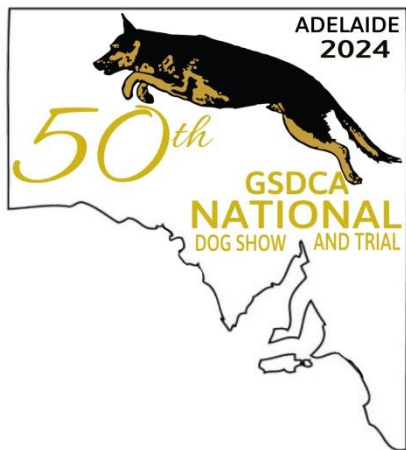 ADELAIDE
2024
50th
GSDCA
NATIONAL
DOG SHOW AND TRIAL